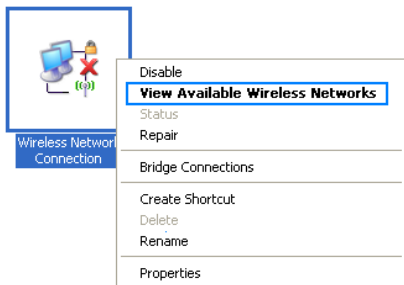 Wireless Network
Connection
Disable
View Available Wireless Networks
Status
Repair
Bridge Connections
Create Shortcut
Delete
Rename
Properties